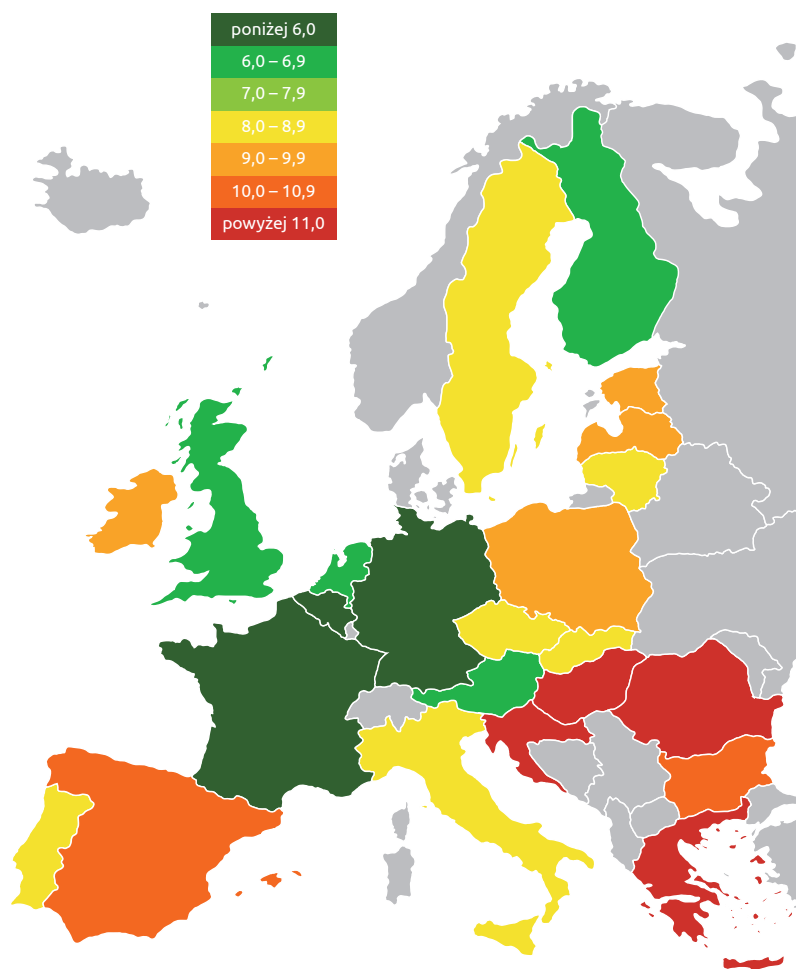 poniżej 6,0
6,0 – 6,9
7,0 – 7,9
8,0 – 8,9
9,0 – 9,9
10,0 – 10,9
powyżej 11,0